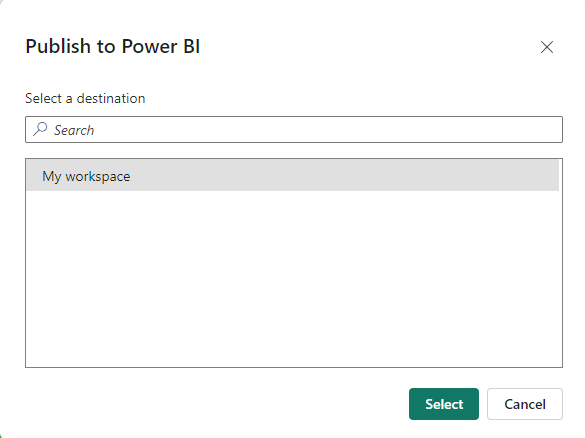 Publish to Power BI
Select a destination
Search
My workspace
Select
Cancel